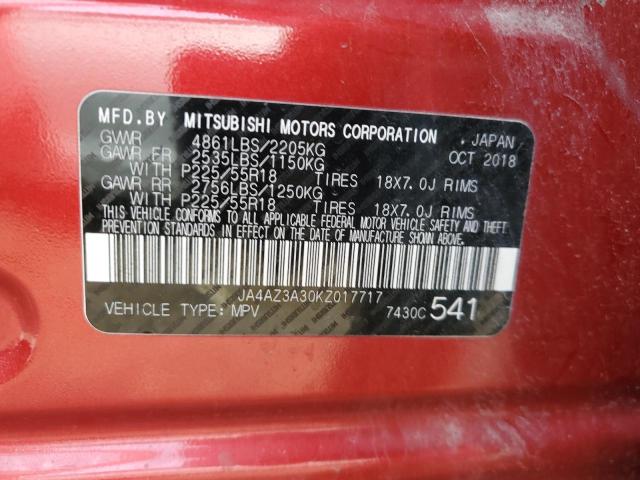 MFD.BY MITSUBISHI MOTORS CORPORATION . JAPAN
GVWR 4861LBS/2205KG OCT 2018
GAWR FR 2535LBS/1150KG
WITH P225/55R18 TIRES 18X7.0J RIMS
GAWR RR 2756LBS/1250KG
WITH P225/55R18 TIRES 18X7.0J RIMS
THIS VEHICLE CONFORMS TO ALL APPLICABLE FEDERAL MOTOR VEHICLE SAFETY AND THEFT
PREVENTION STANDARDS IN EFFECT ON THE DATE OF MANUFACTURE SHOWN ABOVE.
JA4AZ3A30KZ017717
VEHICLE TYPE:MPV 7430C 541